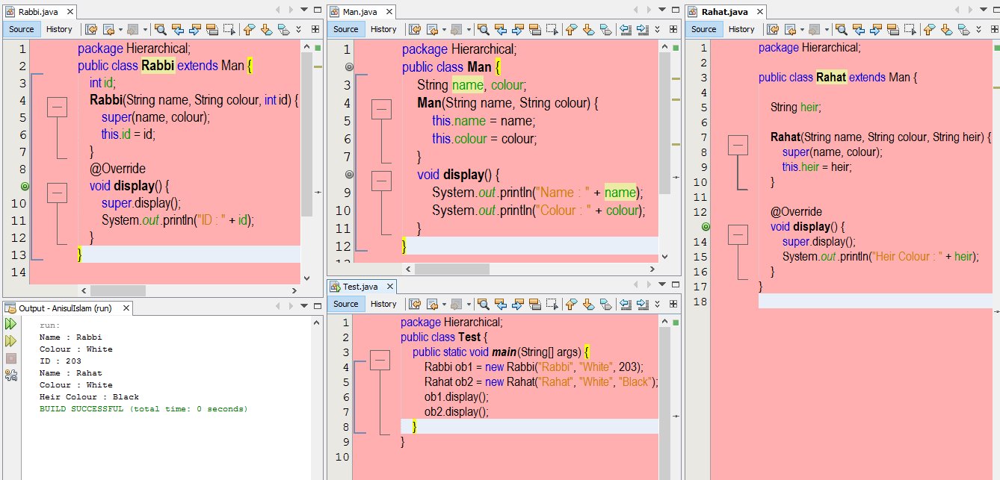 Rabbi.java
Source History
1 package Hierarchical;
2 public class Rabbi extends Man {
3 int id;
4 Rabbi(String name, String colour, int id) {
5 super(name, colour);
6 this.id = id;
7 }
8 @Override
void display() {
10 super.display();
11 System.out.println("ID : " + id);
12 }
13 }
14
Output - AnisulIslam (run)
run:
Name : Rabbi
Colour : White
ID : 203
Name : Rahat
Colour : White
Heir Colour : Black
BUILD SUCCESSFUL (total time: 0 seconds)
Man.java
Source History
1 package Hierarchical;
public class Man {
3 String name, colour;
4 Man(String name, String colour) {
5 this.name = name;
6 this.colour = colour;
7 }
void display() {
9 System.out.println("Name : " + name);
10 System.out.println("Colour : " + colour);
11 }
12 }
Test.java
Source History
1 package Hierarchical;
2 public class Test {
3 public static void main(String[] args) {
4 Rabbi ob1 = new Rabbi("Rabbi", "White", 203);
5 Rahat ob2 = new Rahat("Rahat", "White", "Black");
6 ob1.display();
7 ob2.display();
8 }
9 }
10
Rahat.java
Source History
1 package Hierarchical;
2
3 public class Rahat extends Man {
4
5 String heir;
6
7 Rahat(String name, String colour, String heir) {
8 super(name, colour);
9 this.heir = heir;
10 }
11
12 @Override
void display() {
14 super.display();
15 System.out.println("Heir Colour : " + heir);
16 }
17 }
18